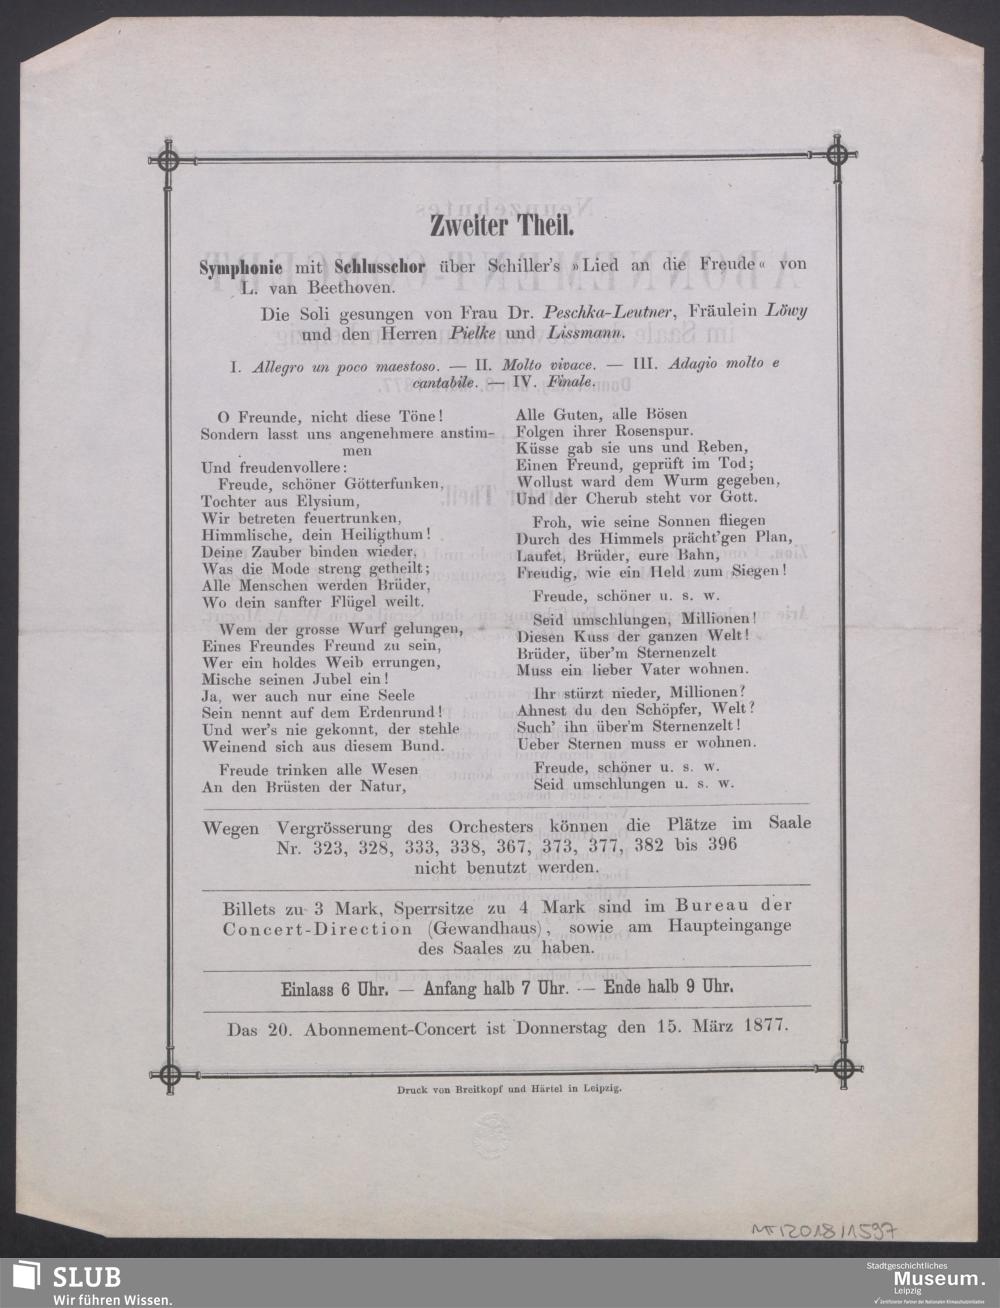 Zweiter Theil.
Symphonie mit Schlusschor über Schiller's »Lied an die Freude« von
L. van Beethoven.
Die Soli gesungen von Frau Dr. Peschka-Leutner, Fräulein Löwy
und den Herren Pielke und Lissmann.
I. Allegro un poco maestoso. — II. Molto vivace. — III. Adagio molto e
cantabile. — IV. Finale.
O Freunde, nicht diese Töne!
Sondern lasst uns angenehmere anstim-
men
Und freudenvollere:
Freude, schöner Götterfunken,
Tochter aus Elysium,
Wir betreten feuertrunken,
Himmlische, dein Heiligthum!
Deine Zauber binden wieder,
Was die Mode streng getheilt;
Alle Menschen werden Brüder,
Wo dein sanfter Flügel weilt.
Wem der grosse Wurf gelungen,
Eines Freundes Freund zu sein,
Wer ein holdes Weib errungen,
Mische seinen Jubel ein!
Ja, wer auch nur eine Seele
Sein nennt auf dem Erdenrund!
Und wer's nie gekonnt, der stehle
Weinend sich aus diesem Bund.
Freude trinken alle Wesen
An den Brüsten der Natur,
Alle Guten, alle Bösen
Folgen ihrer Rosenspur.
Küsse gab sie uns und Reben,
Einen Freund, geprüft im Tod;
Wollust ward dem Wurm gegeben,
Und der Cherub steht vor Gott.
Froh, wie seine Sonnen fliegen
Durch des Himmels prächt'gen Plan,
Laufet, Brüder, eure Bahn,
Freudig, wie ein Held zum Siegen!
Freude, schöner u. s. w.
Seid umschlungen, Millionen!
Diesen Kuss der ganzen Welt!
Brüder, über'm Sternenzelt
Muss ein lieber Vater wohnen.
Ihr stürzt nieder, Millionen?
Ahnest du den Schöpfer, Welt?
Such' ihn über'm Sternenzelt!
Ueber Sternen muss er wohnen.
Freude, schöner u. s. w.
Seid umschlungen u. s. w.
Wegen Vergrösserung des Orchesters können die Plätze im Saale
Nr. 323, 328, 333, 338, 367, 373, 377, 382 bis 396
nicht benutzt werden.
Billets zu 3 Mark, Sperrsitze zu 4 Mark sind im Bureau der
Concert-Direction (Gewandhaus), sowie am Haupteingange
des Saales zu haben.
Einlass 6 Uhr. — Anfang halb 7 Uhr. — Ende halb 9 Uhr.
Das 20. Abonnement-Concert ist Donnerstag den 15. März 1877.
Druck von Breitkopf und Härtel in Leipzig.
MT/2018/1597
SLUB
Wir führen Wissen.
Stadtgeschichtliches
Museum.
Leipzig